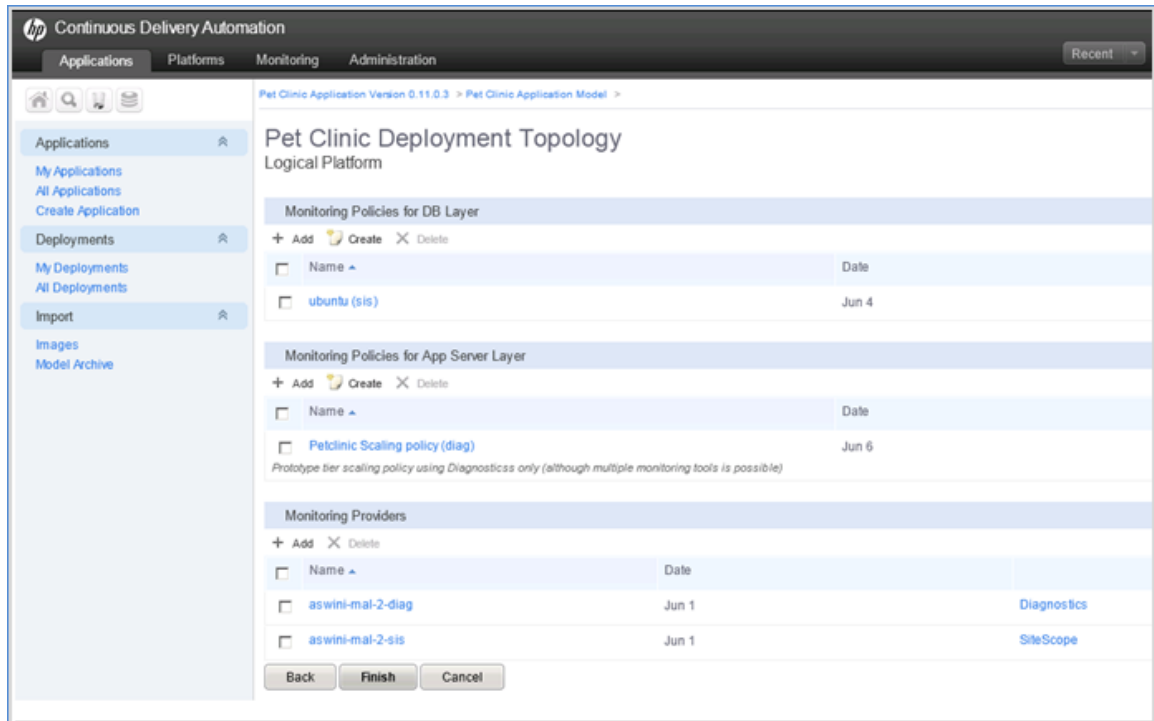 hp Continuous Delivery Automation
Applications Platforms Monitoring Administration Recent
Pet Clinic Application Version 0.11.0.3 > Pet Clinic Application Model >
Applications
My Applications
All Applications
Create Application
Deployments
My Deployments
All Deployments
Import
Images
Model Archive
Pet Clinic Deployment Topology
Logical Platform
Monitoring Policies for DB Layer
+ Add Create X Delete
Name Date
ubuntu (sis) Jun 4
Monitoring Policies for App Server Layer
+ Add Create X Delete
Name Date
Petclinic Scaling policy (diag) Jun 6
Prototype tier scaling policy using Diagnosticss only (although multiple monitoring tools is possible)
Monitoring Providers
+ Add X Delete
Name Date
aswini-mal-2-diag Jun 1 Diagnostics
aswini-mal-2-sis Jun 1 SiteScope
Back Finish Cancel